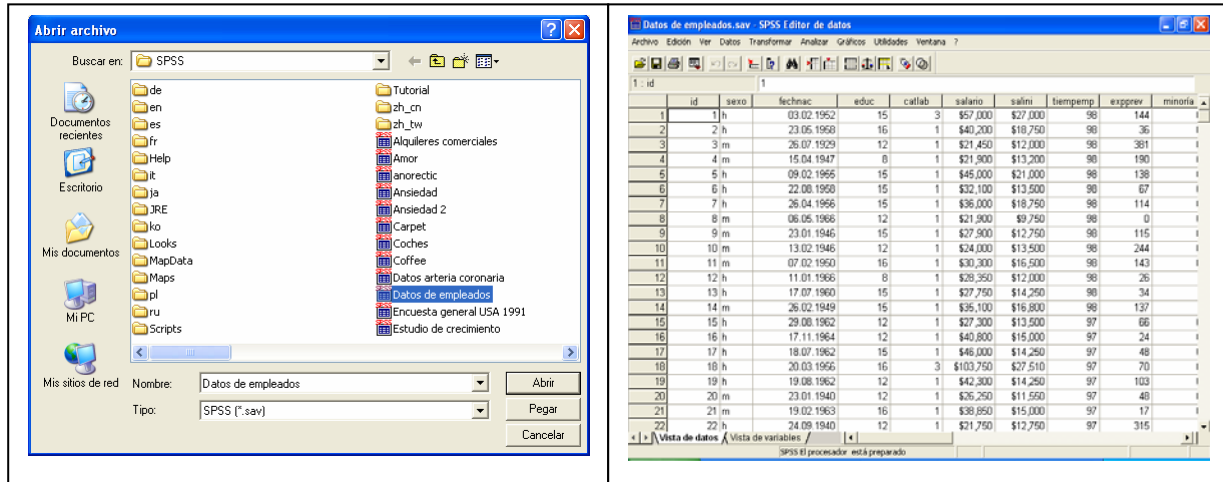 Abrir archivo
Buscar en: SPSS
Documentos recientes
Escritorio
Mis documentos
Mi PC
Mis sitios de red
de
en
es
fr
Help
it
ja
JRE
ko
Looks
MapData
Maps
pl
ru
Scripts
Tutorial
zh_cn
zh_tw
Alquileres comerciales
Amor
anorectic
Ansiedad
Ansiedad 2
Carpet
Coches
Coffee
Datos arteria coronaria
Datos de empleados
Encuesta general USA 1991
Estudio de crecimiento
Nombre: Datos de empleados Abrir
Tipo: SPSS (*.sav) Pegar
Cancelar
Datos de empleados.sav - SPSS Editor de datos
Archivo Edición Ver Datos Transformar Analizar Gráficos Utilidades Ventana ?
1 : id 1
id sexo fechnac educ catlab salario salini tiempemp expprev minoría
1 1 h 03.02.1952 15 3 $57,000 $27,000 98 144
2 2 h 23.05.1958 16 1 $40,200 $18,750 98 36
3 3 m 26.07.1929 12 1 $21,450 $12,000 98 381
4 4 m 15.04.1947 8 1 $21,900 $13,200 98 190
5 5 h 09.02.1955 15 1 $45,000 $21,000 98 138
6 6 h 22.08.1958 15 1 $32,100 $13,500 98 67
7 7 h 26.04.1956 15 1 $36,000 $18,750 98 114
8 8 m 06.05.1966 12 1 $21,900 $9,750 98 0
9 9 m 23.01.1946 15 1 $27,900 $12,750 98 115
10 10 m 13.02.1946 12 1 $24,000 $13,500 98 244
11 11 m 07.02.1950 16 1 $30,300 $16,500 98 143
12 12 h 11.01.1966 8 1 $28,350 $12,000 98 26
13 13 h 17.07.1960 15 1 $27,750 $14,250 98 34
14 14 m 26.02.1949 15 1 $35,100 $16,800 98 137
15 15 h 29.08.1962 12 1 $27,300 $13,500 97 66
16 16 h 17.11.1964 12 1 $40,800 $15,000 97 24
17 17 h 18.07.1962 15 1 $46,000 $14,250 97 48
18 18 h 20.03.1956 16 3 $103,750 $27,510 97 70
19 19 h 19.08.1962 12 1 $42,300 $14,250 97 103
20 20 m 23.01.1940 12 1 $26,250 $11,550 97 48
21 21 m 19.02.1963 16 1 $38,850 $15,000 97 17
22 22 h 24.09.1940 12 1 $21,750 $12,750 97 315
Vista de datos Vista de variables
SPSS El procesador está preparado